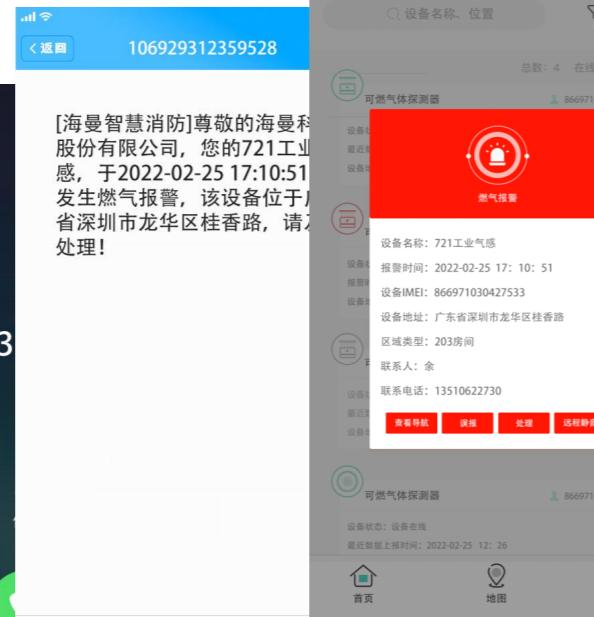 返回
106929312359528
[海曼智慧消防]尊敬的海曼科
股份有限公司，您的721工业
感，于2022-02-25 17:10:51
发生燃气报警，该设备位于
省深圳市龙华区桂香路，请
处理！
3
设备名称、位置
总数：4 在线
可燃气体探测器
866971
燃气报警
设备名称：721工业气感
报警时间：2022-02-25 17：10：51
设备IMEI：866971030427533
设备地址：广东省深圳市龙华区桂香路
区域类型：203房间
联系人：余
联系电话：13510622730
查看导航
误报
处理
远程静音
可燃气体探测器
866971
设备状态：设备在线
最近数据上报时间：2022-02-25 12：26
首页
地图